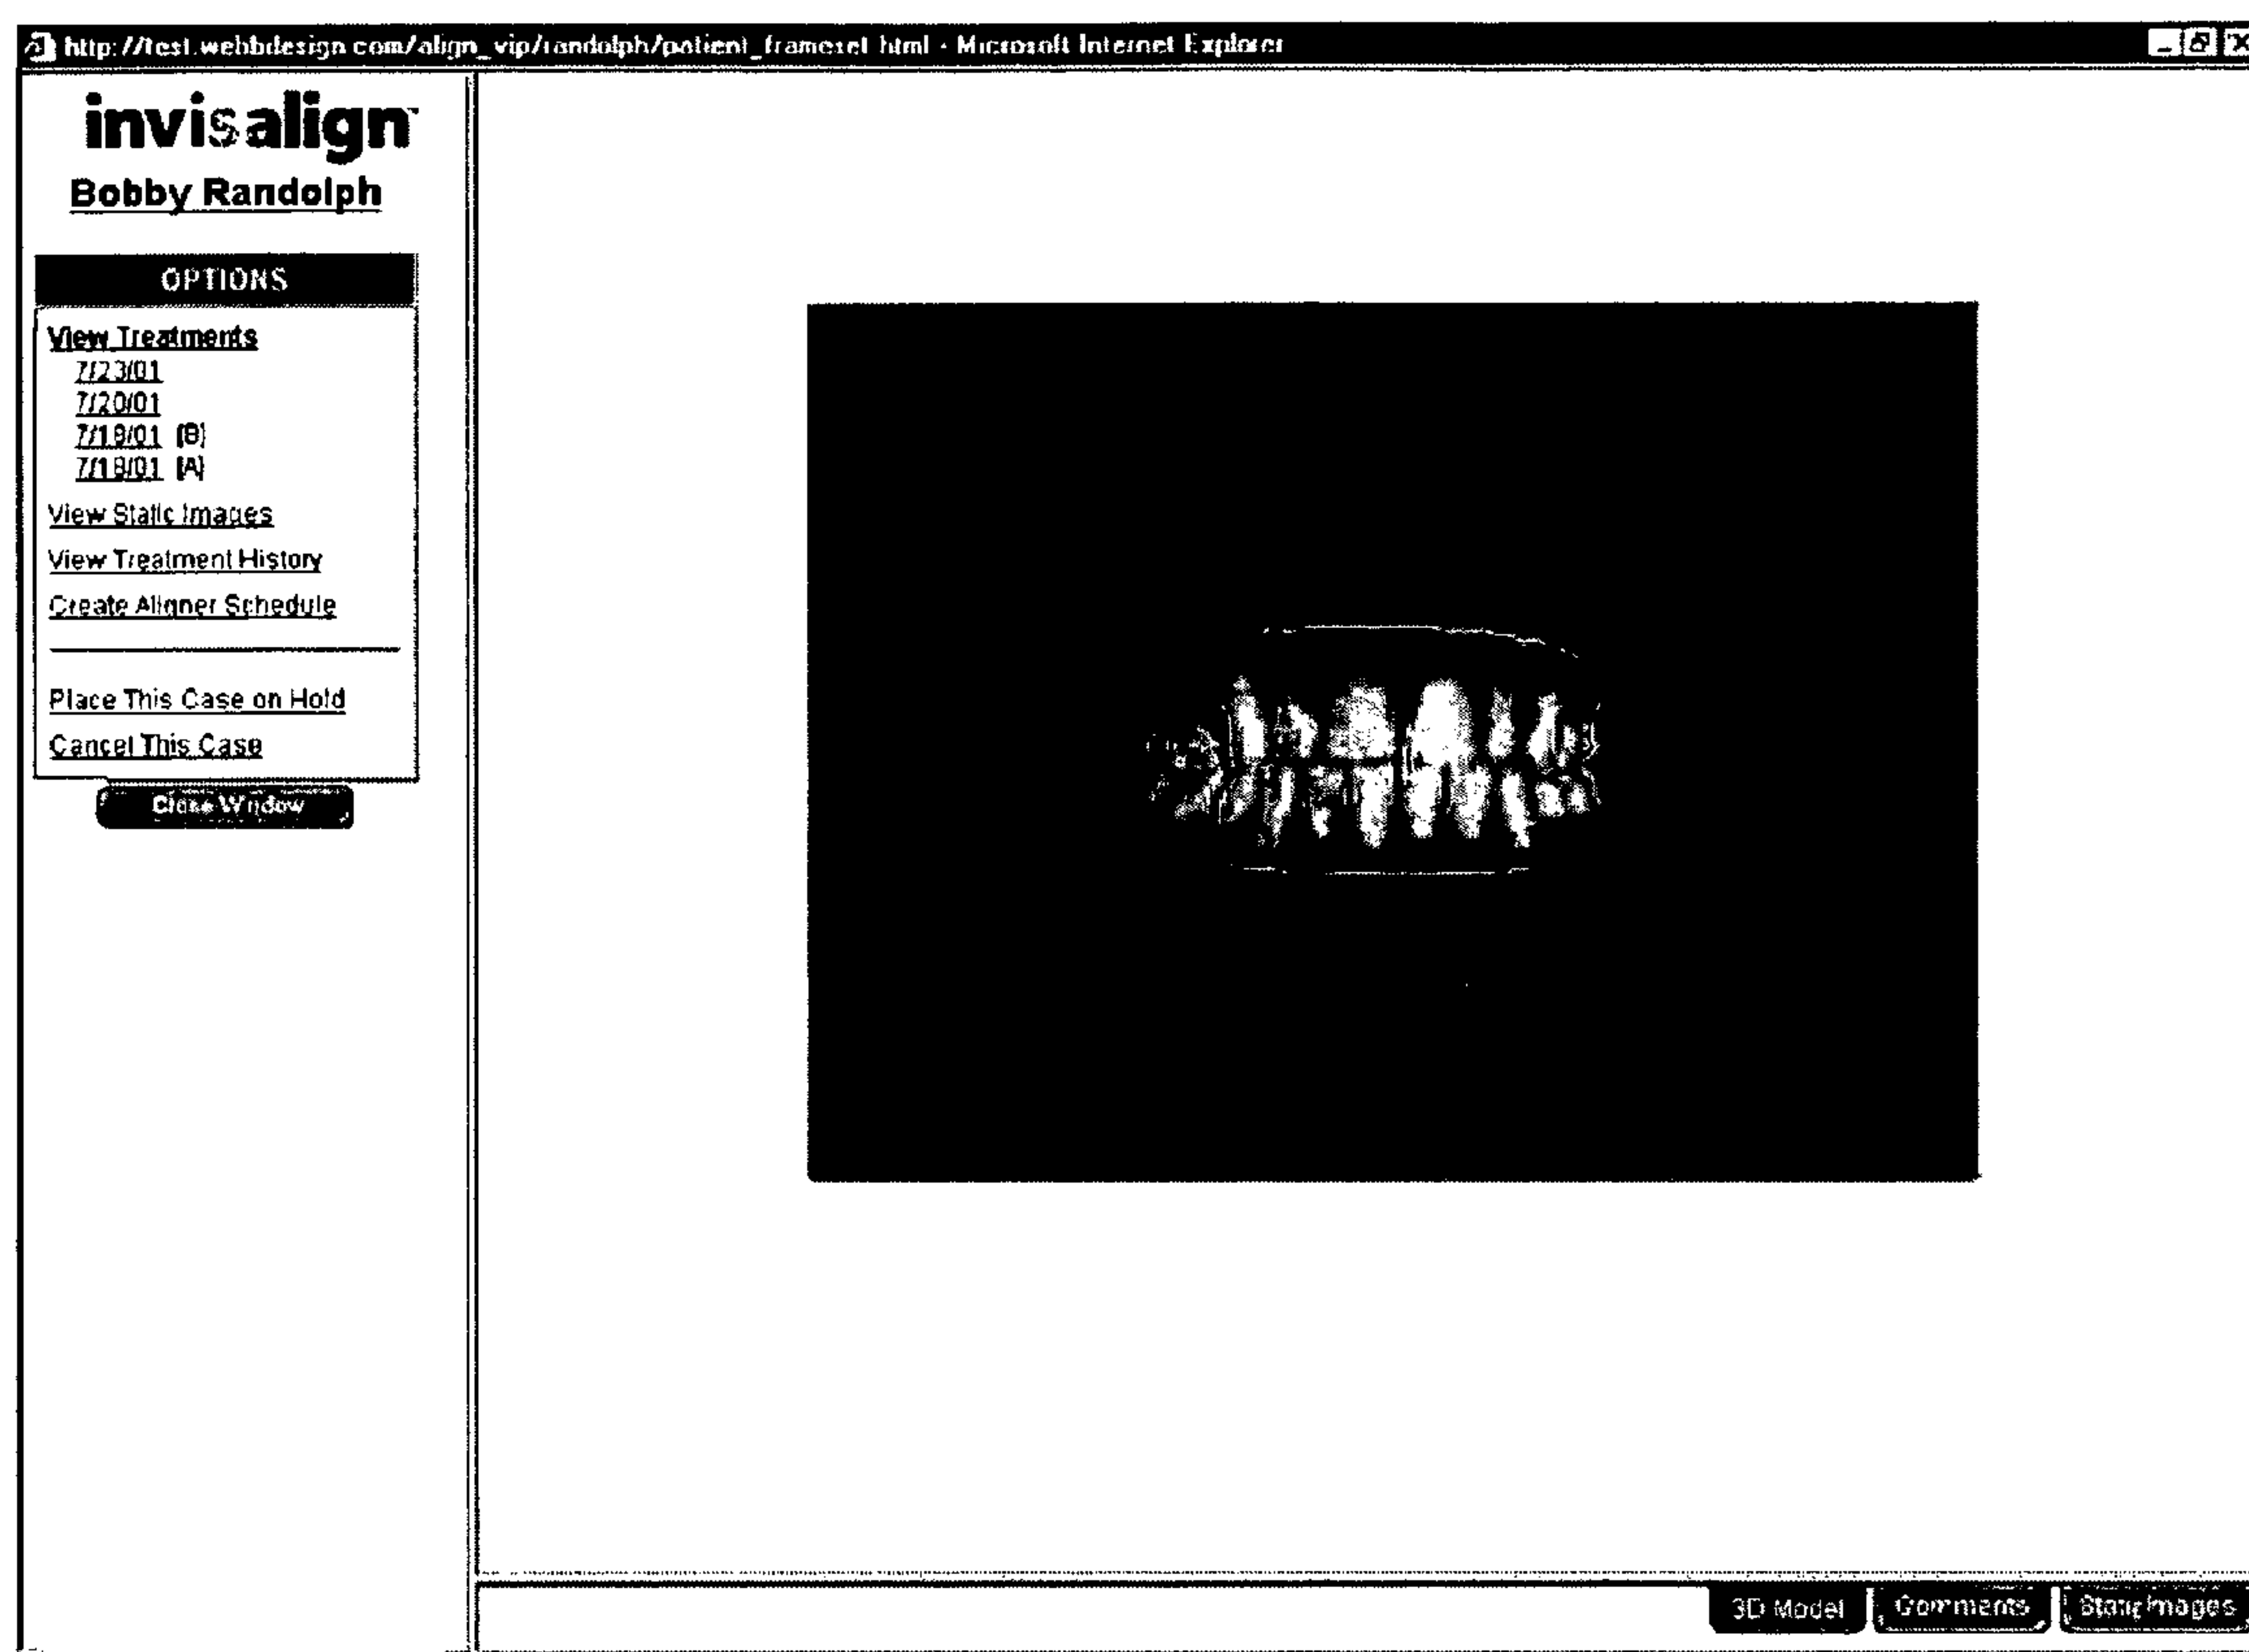 http://test.webbdesign.com/align_vip/randolph/patient_frameset.html - Microsoft Internet Explorer
invisalign
Bobby Randolph
OPTIONS
View Treatments
7/23/01
7/20/01
7/18/01 (B)
7/18/01 (A)
View Static Images
View Treatment History
Create Aligner Schedule
Place This Case on Hold
Cancel This Case
Close Window
3D Model
Comments
Static Images